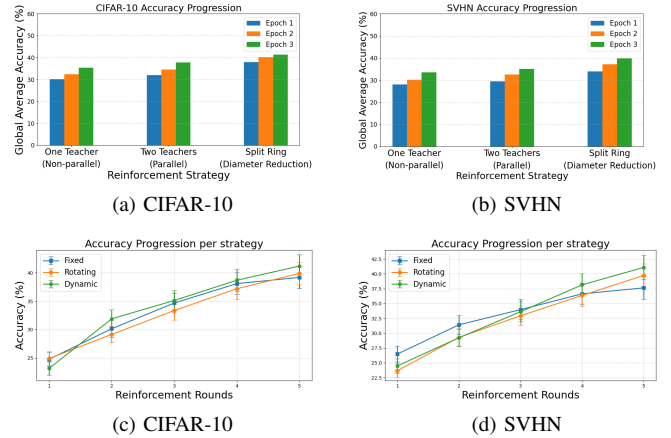 CIFAR-10 Accuracy Progression
Global Average Accuracy (%)
60
50
40
30
20
10
0
Epoch 1
Epoch 2
Epoch 3
One Teacher
(Non-parallel)
Two Teachers
(Parallel)
Split Ring
(Diameter Reduction)
Reinforcement Strategy
(a) CIFAR-10
SVHN Accuracy Progression
Global Average Accuracy (%)
60
50
40
30
20
10
0
Epoch 1
Epoch 2
Epoch 3
One Teacher
(Non-parallel)
Two Teachers
(Parallel)
Split Ring
(Diameter Reduction)
Reinforcement Strategy
(b) SVHN
Accuracy Progression per strategy
Accuracy (%)
40
35
30
25
Fixed
Rotating
Dynamic
1 2 3 4 5
Reinforcement Rounds
(c) CIFAR-10
Accuracy Progression per strategy
Accuracy (%)
42.5
40.0
37.5
35.0
32.5
30.0
27.5
25.0
22.5
Fixed
Rotating
Dynamic
1 2 3 4 5
Reinforcement Rounds
(d) SVHN